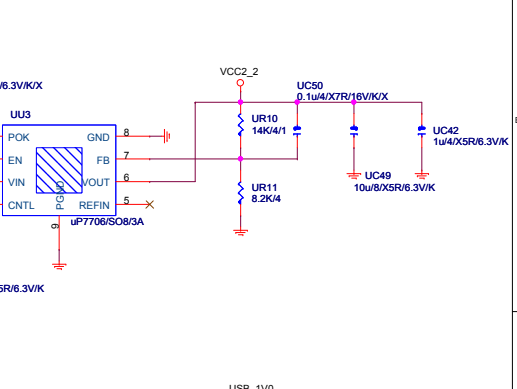 VCC2_2
/6.3V/K/X
UC50
0.1u/4/X7R/16V/K/X
UU3
UR10
14K/4/1
POK
GND
8
UC42
1u/4/X5R/6.3V/K
EN
FB
7
VIN
VOUT
6
UC49
10u/8/X5R/6.3V/K
UR11
8.2K/4
CNTL
PGND
REFIN
5
uP7706/SO8/3A
9
5R/6.3V/K
USB_1V0